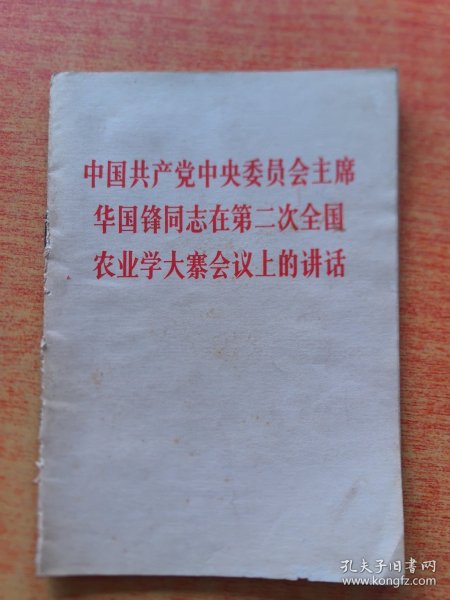 中国共产党中央委员会主席
华国锋同志在第二次全国
农业学大寨会议上的讲话
孔夫子旧书网
www.kongfz.com